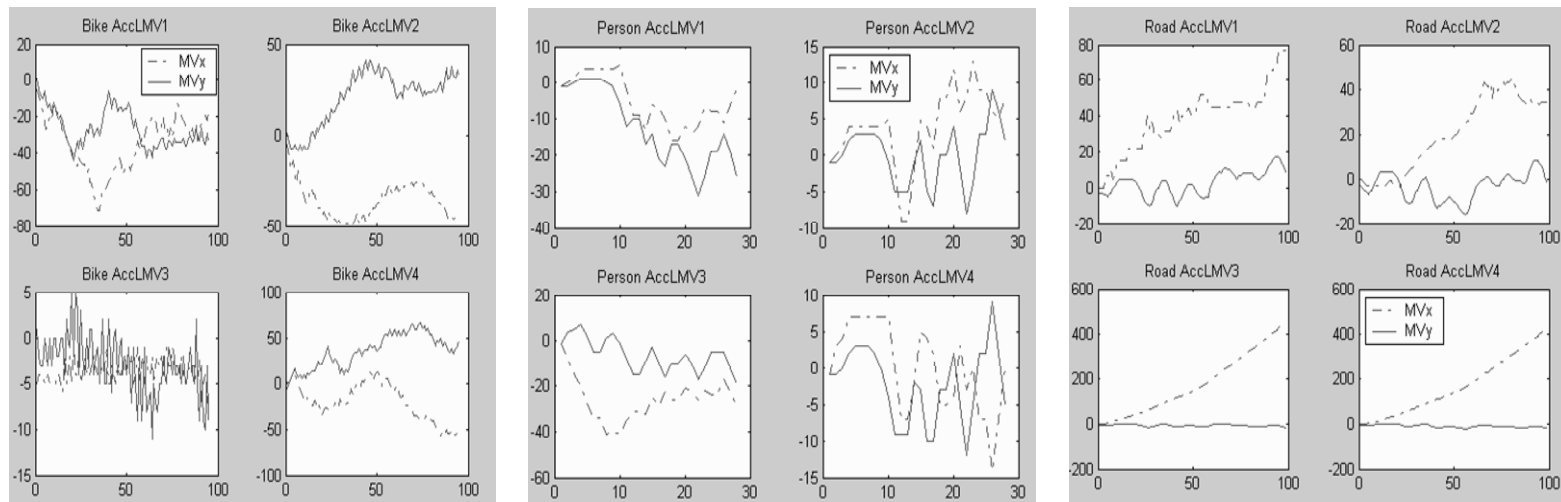 Bike AccLMV1
20
0
-20
-40
-60
-80
0 50 100
MVx
MVy
Bike AccLMV2
50
0
-50
0 50 100
Person AccLMV1
10
0
-10
-20
-30
-40
0 10 20 30
Person AccLMV2
15
10
5
0
-5
-10
0 10 20 30
MVx
MVy
Road AccLMV1
80
60
40
20
0
-20
0 50 100
Road AccLMV2
60
40
20
0
-20
0 50 100
Bike AccLMV3
5
0
-5
-10
-15
0 50 100
Bike AccLMV4
100
50
0
-50
-100
0 50 100
Person AccLMV3
20
0
-20
-40
-60
0 10 20 30
Person AccLMV4
10
5
0
-5
-10
-15
0 10 20 30
Road AccLMV3
600
400
200
0
-200
0 50 100
Road AccLMV4
600
400
200
0
-200
0 50 100
MVx
MVy